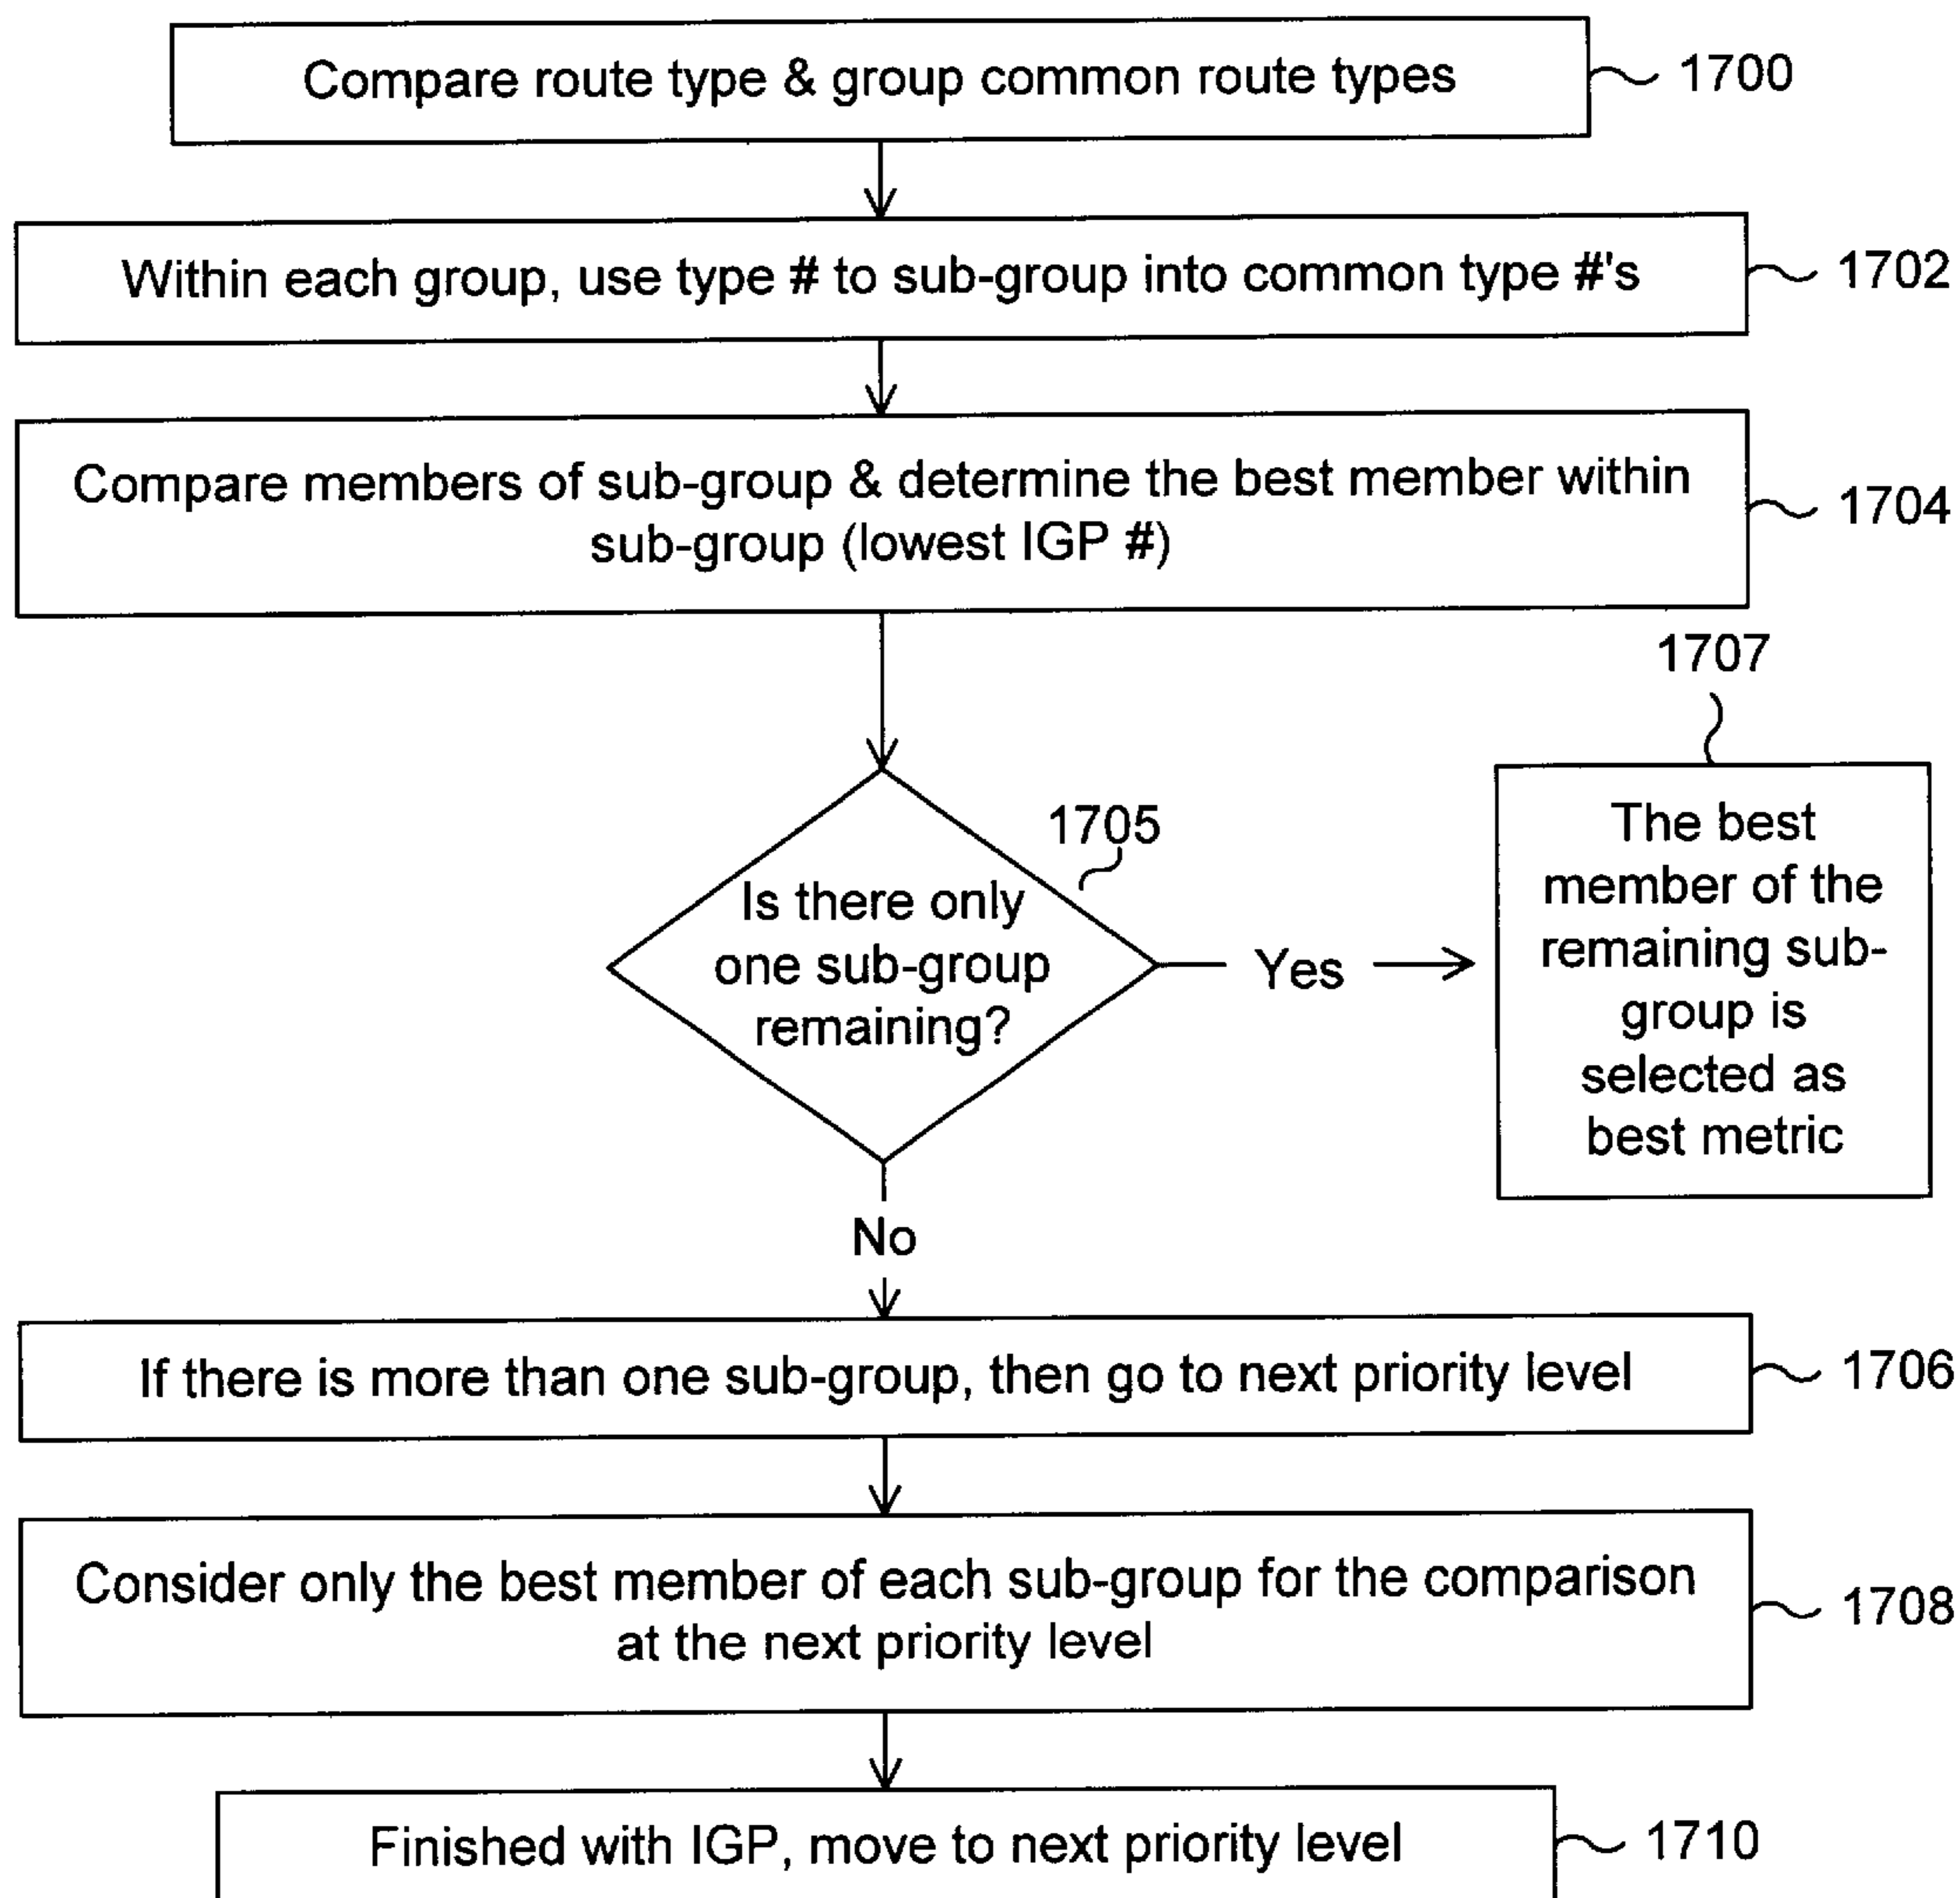 Compare route type & group common route types
1700
Within each group, use type # to sub-group into common type #'s
1702
Compare members of sub-group & determine the best member within
sub-group (lowest IGP #)
1704
1707
The best
member of the
remaining sub-
group is
selected as
best metric
1705
Is there only
one sub-group
remaining?
Yes
No
If there is more than one sub-group, then go to next priority level
1706
Consider only the best member of each sub-group for the comparison
at the next priority level
1708
Finished with IGP, move to next priority level
1710